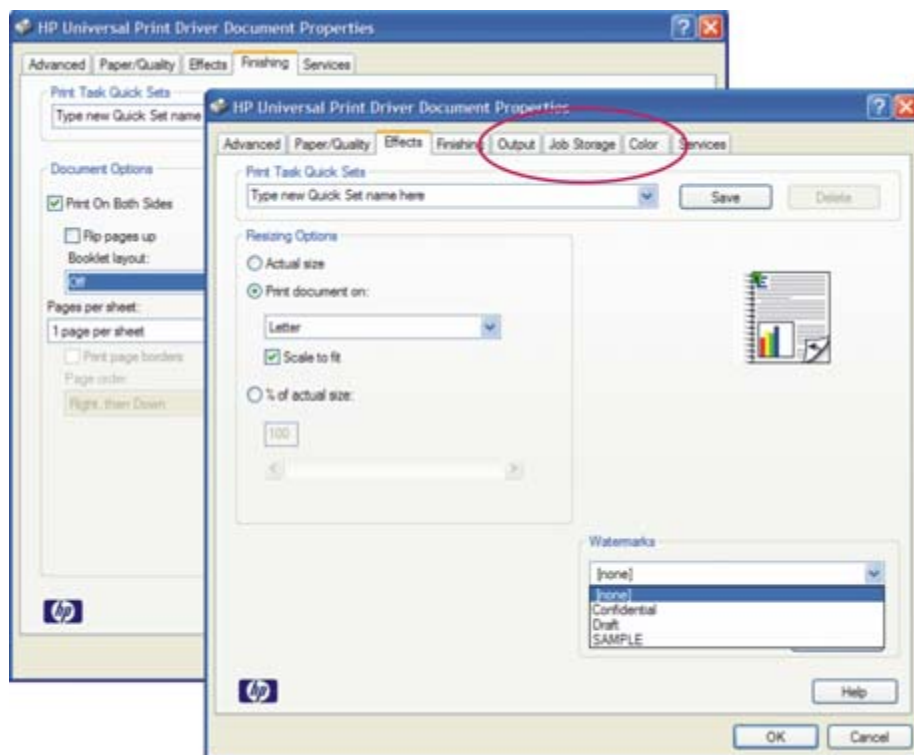 HP Universal Print Driver Document Properties
Advanced Paper/Quality Effects Finishing Services
Print Task Quick Sets
Type new Quick Set name
Document Options
Print On Both Sides
Flip pages up
Booklet layout:
Off
Pages per sheet:
1 page per sheet
Print page borders
Page order:
Right, then Down
hp
HP Universal Print Driver Document Properties
Advanced Paper/Quality Effects Finishing Output Job Storage Color Services
Print Task Quick Sets
Type new Quick Set name here
Save Delete
Resizing Options
Actual size
Print document on:
Letter
Scale to fit
% of actual size:
100
Watermarks
[none]
[none]
Confidential
Draft
SAMPLE
hp
Help
OK Cancel